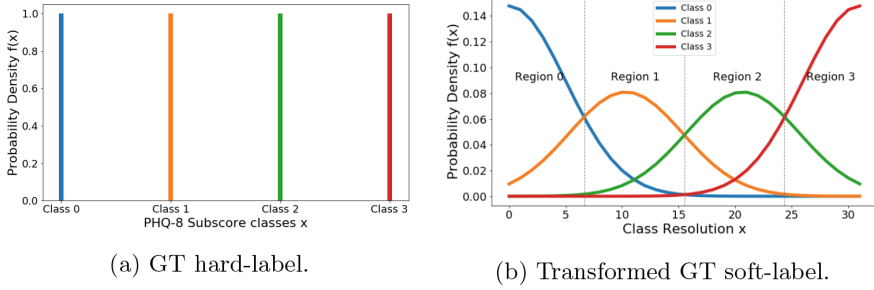 Probability Density f(x)
1.0
0.8
0.6
0.4
0.2
0.0
Class 0
Class 1
Class 2
Class 3
PHQ-8 Subscore classes x
(a) GT hard-label.
Probability Density f(x)
0.14
0.12
0.10
0.08
0.06
0.04
0.02
0.00
Class 0
Class 1
Class 2
Class 3
Region 0
Region 1
Region 2
Region 3
0
5
10
15
20
25
30
Class Resolution x
(b) Transformed GT soft-label.